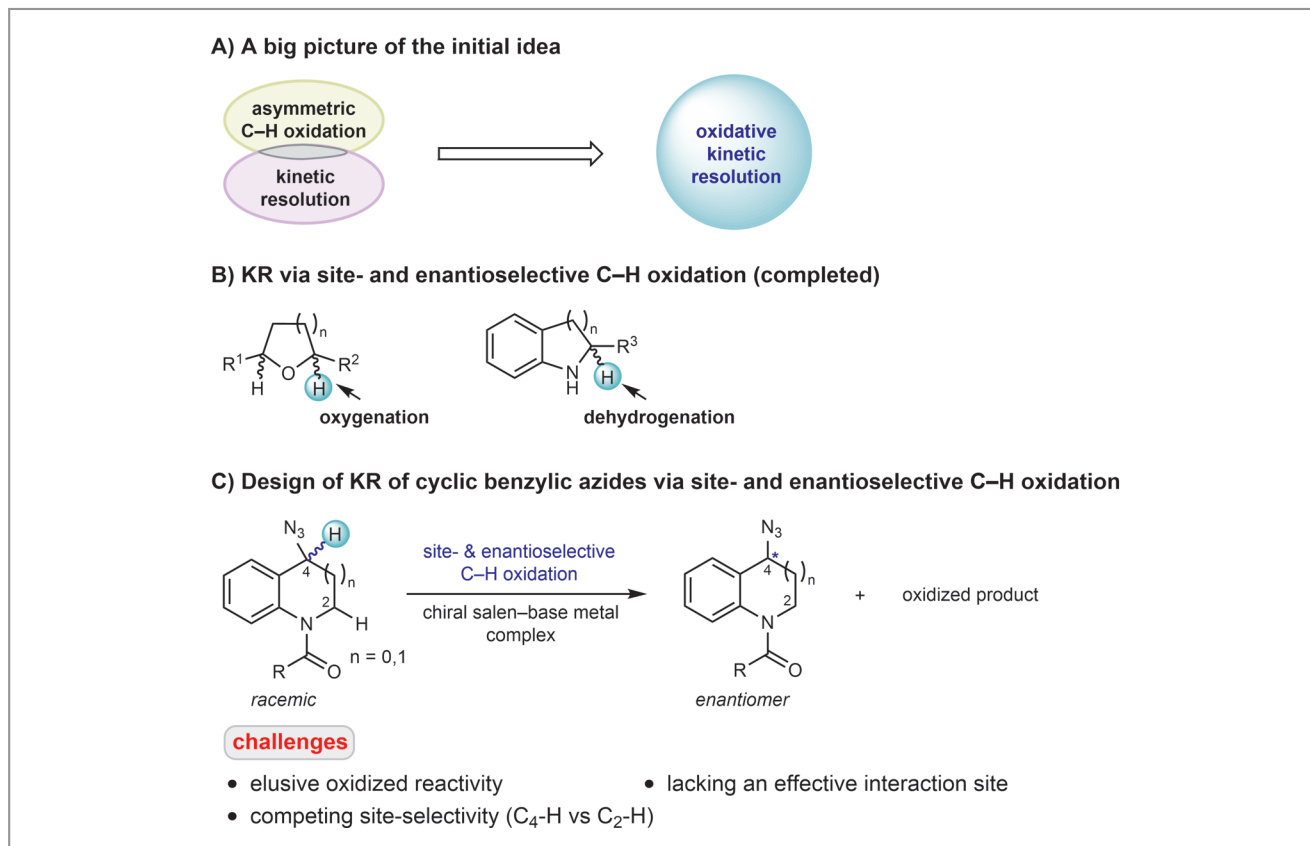 A) A big picture of the initial idea
asymmetric
C–H oxidation
kinetic
resolution
oxidative
kinetic
resolution
B) KR via site- and enantioselective C–H oxidation (completed)
( )n
R1
O
R2
H
H
oxygenation
( )n
R3
N
H
H
dehydrogenation
C) Design of KR of cyclic benzylic azides via site- and enantioselective C–H oxidation
N3
H
4
( )n
2
N
H
R
O
n = 0,1
racemic
site- & enantioselective
C–H oxidation
chiral salen–base metal
complex
N3
*
4
( )n
2
N
R
O
enantiomer
+
oxidized product
challenges
• elusive oxidized reactivity
• lacking an effective interaction site
• competing site-selectivity (C4-H vs C2-H)